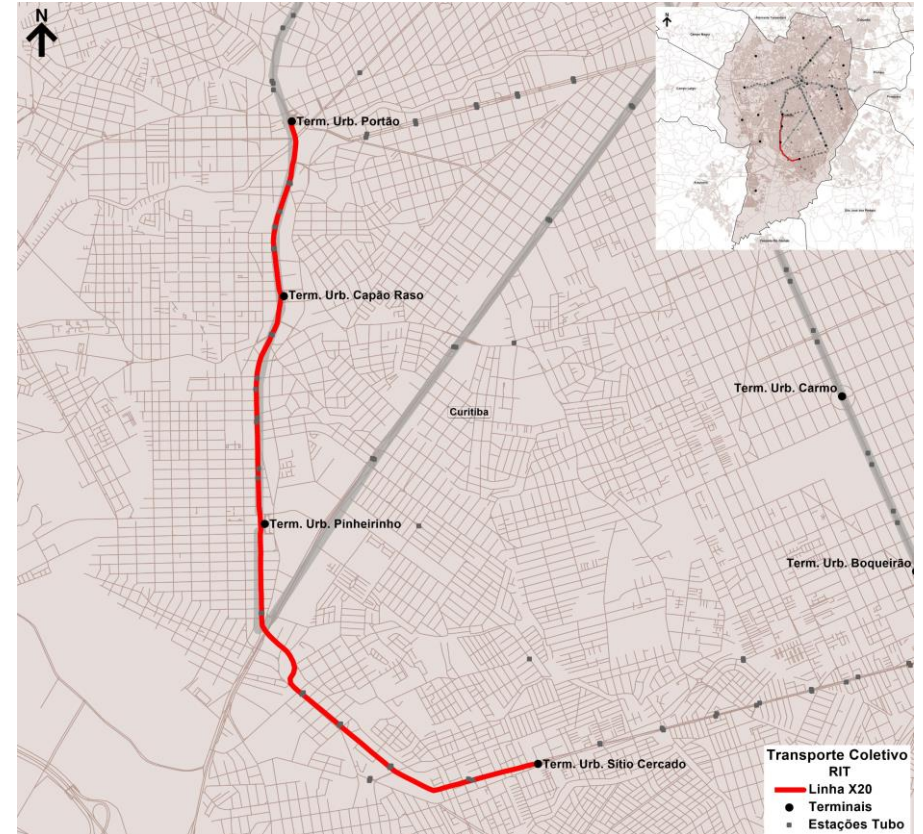 N
Term. Urb. Portão
Term. Urb. Capão Raso
Term. Urb. Carmo
Curitiba
Term. Urb. Pinheirinho
Term. Urb. Boqueirão
Term. Urb. Sítio Cercado
Transporte Coletivo
RIT
Linha X20
Terminais
Estações Tubo
N